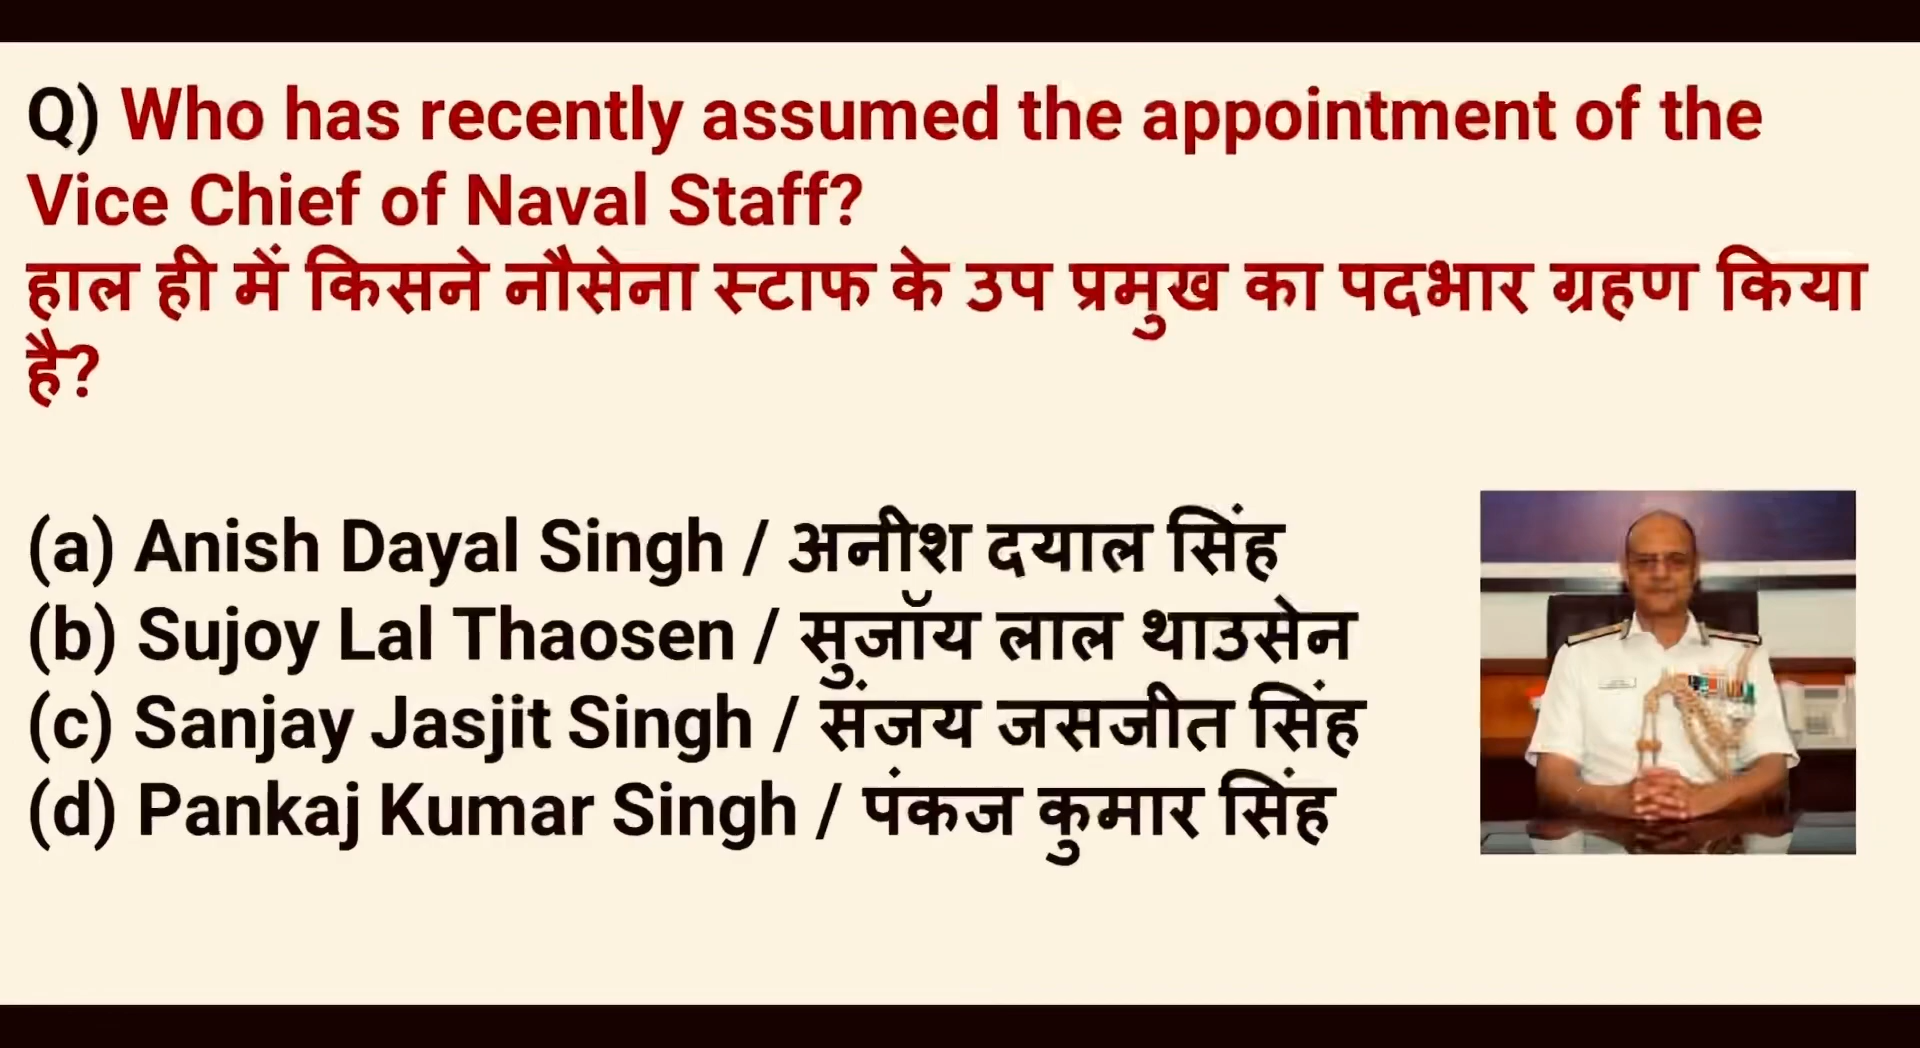 Q) Who has recently assumed the appointment of the
Vice Chief of Naval Staff?
हाल ही में किसने नौसेना स्टाफ के उप प्रमुख का पदभार ग्रहण किया
है?
(a) Anish Dayal Singh / अनीश दयाल सिंह
(b) Sujoy Lal Thaosen / सुजॉय लाल थाउसेन
(c) Sanjay Jasjit Singh / संजय जसजीत सिंह
(d) Pankaj Kumar Singh / पंकज कुमार सिंह